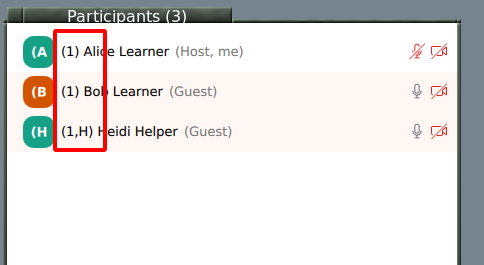 Participants (3)
(A (1) Alice Learner (Host, me)
(B (1) Bob Learner (Guest)
(H (1,H) Heidi Helper (Guest)